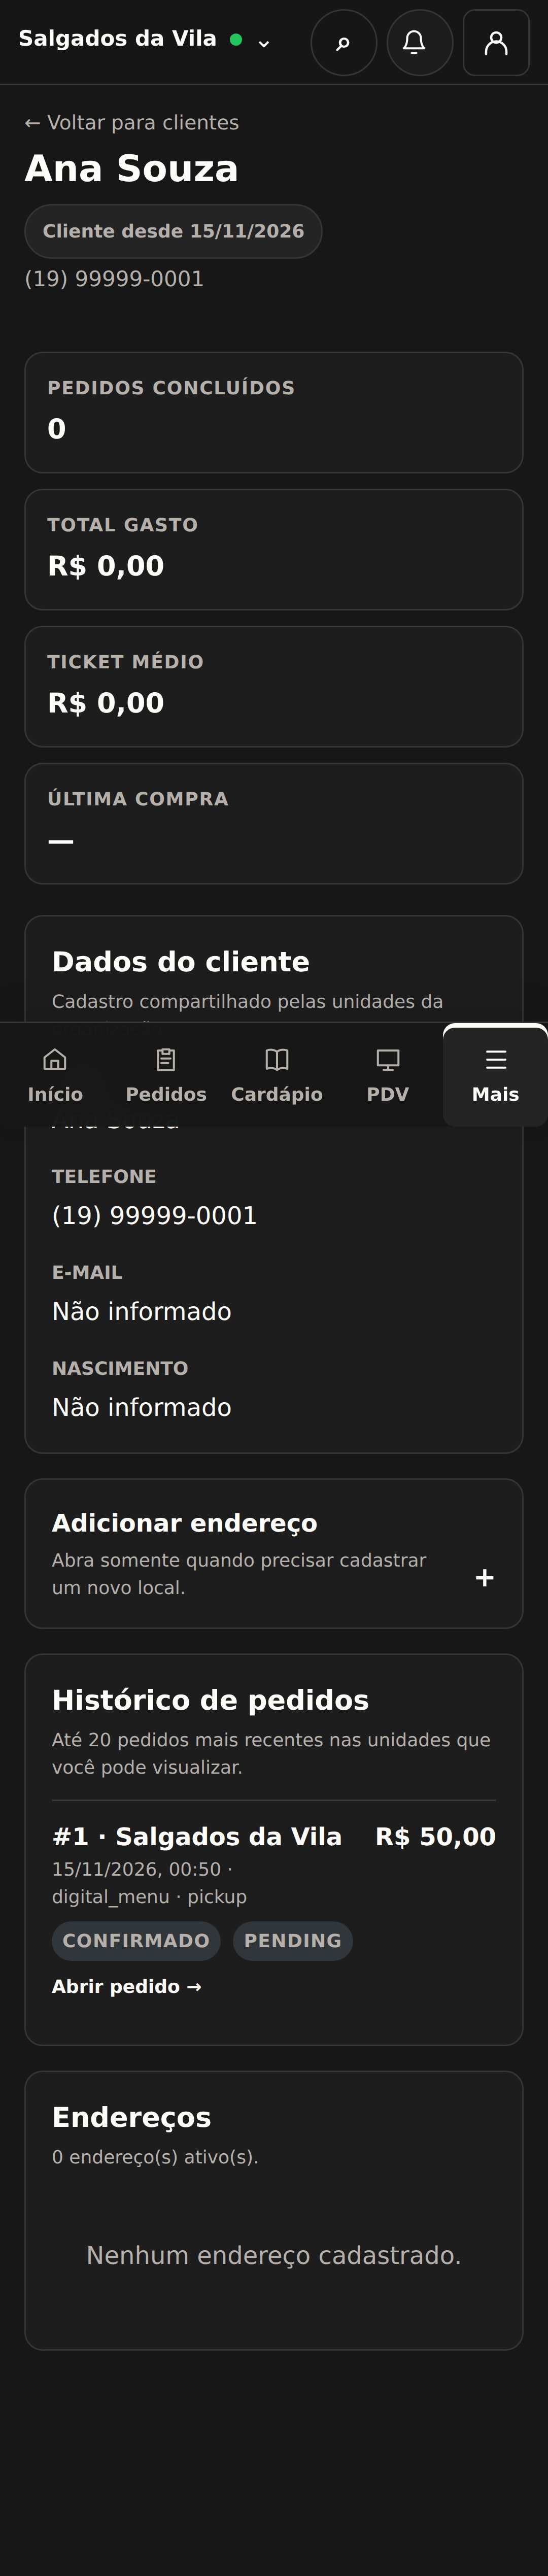 Salgados da Vila
← Voltar para clientes
Ana Souza
Cliente desde 15/11/2026
(19) 99999-0001
PEDIDOS CONCLUÍDOS
0
TOTAL GASTO
R$ 0,00
TICKET MÉDIO
R$ 0,00
ÚLTIMA COMPRA
—
Dados do cliente
Cadastro compartilhado pelas unidades da
Início Pedidos Cardápio PDV Mais
Ana Souza
TELEFONE
(19) 99999-0001
E-MAIL
Não informado
NASCIMENTO
Não informado
Adicionar endereço
Abra somente quando precisar cadastrar
um novo local.
+
Histórico de pedidos
Até 20 pedidos mais recentes nas unidades que
você pode visualizar.
#1 · Salgados da Vila R$ 50,00
15/11/2026, 00:50 ·
digital_menu · pickup
CONFIRMADO PENDING
Abrir pedido →
Endereços
0 endereço(s) ativo(s).
Nenhum endereço cadastrado.